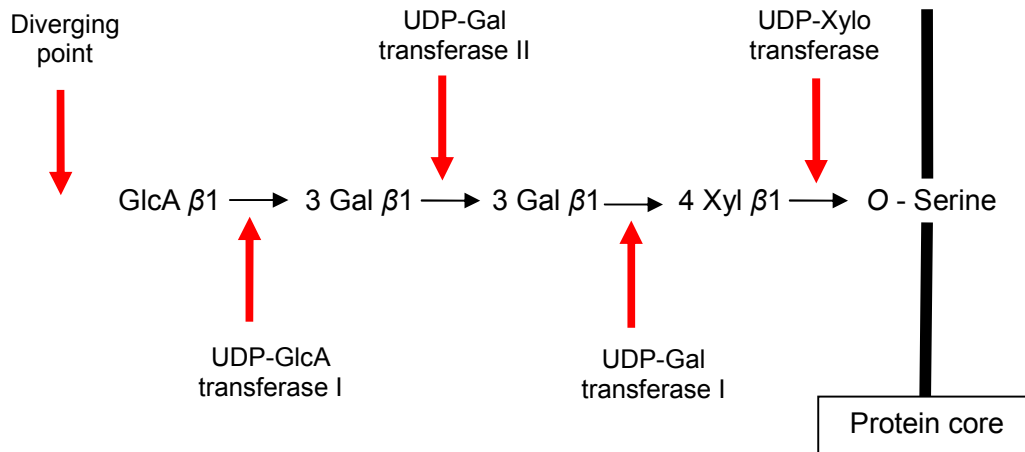 Diverging
point
UDP-Gal
transferase II
UDP-Xylo
transferase
GlcA β1 3 Gal β1 3 Gal β1 4 Xyl β1 O - Serine
UDP-GlcA
transferase I
UDP-Gal
transferase I
Protein core